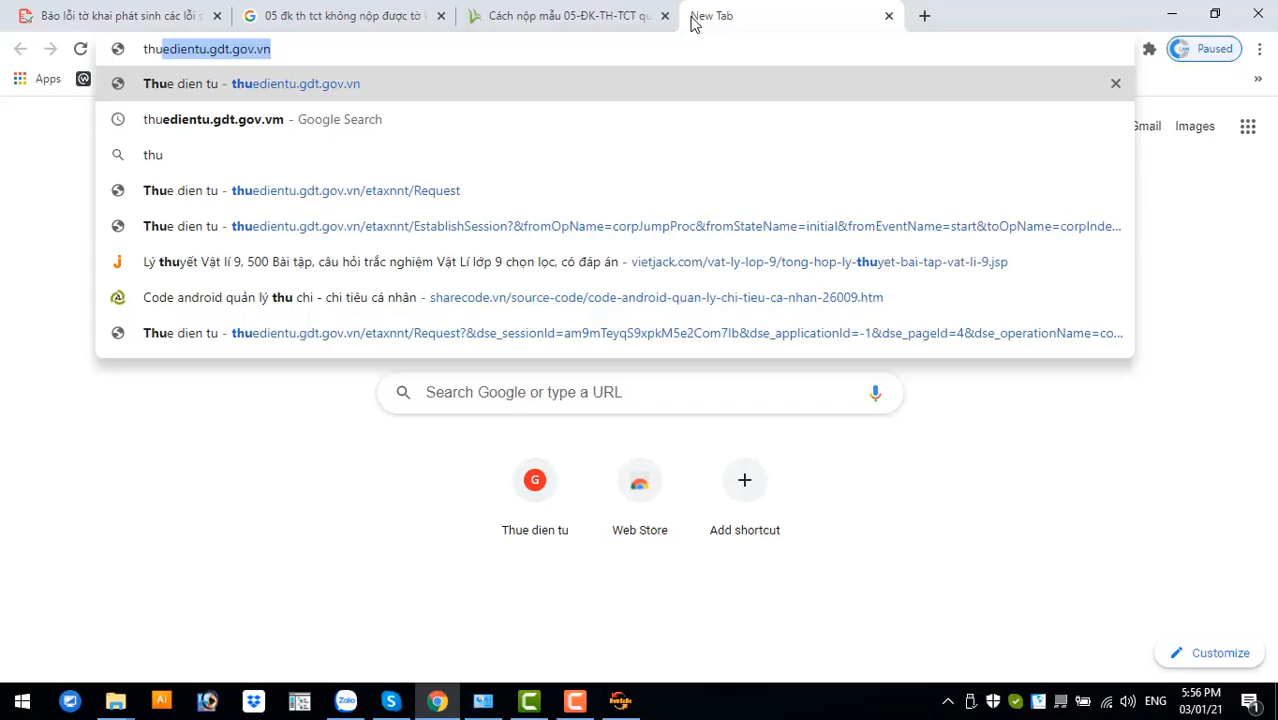 Báo lỗi tờ khai phát sinh các lỗi s
05 đk th tct không nộp được tờ k
Cách nộp mẫu 05-ĐK-TH-TCT qu
New Tab
thuedientu.gdt.gov.vn
Paused
Apps
Thue dien tu - thuedientu.gdt.gov.vn
thuedientu.gdt.gov.vm - Google Search
thu
Thue dien tu - thuedientu.gdt.gov.vn/etaxnnt/Request
Thue dien tu - thuedientu.gdt.gov.vn/etaxnnt/EstablishSession?&fromOpName=corpJumpProc&fromStateName=initial&fromEventName=start&toOpName=corpInde...
Lý thuyết Vật lí 9, 500 Bài tập, câu hỏi trắc nghiệm Vật Lí lớp 9 chọn lọc, có đáp án - vietjack.com/vat-ly-lop-9/tong-hop-ly-thuyet-bai-tap-vat-li-9.jsp
Code android quản lý thu chi - chi tiêu cá nhân - sharecode.vn/source-code/code-android-quan-ly-chi-tieu-ca-nhan-26009.htm
Thue dien tu - thuedientu.gdt.gov.vn/etaxnnt/Request?&dse_sessionId=am9mTeyqS9xpkM5e2Com7Ib&dse_applicationId=-1&dse_pageId=4&dse_operationName=co...
Gmail Images
Search Google or type a URL
G
Thue dien tu Web Store Add shortcut
Customize
Ai
Zalo
ENG
5:56 PM
03/01/21
1